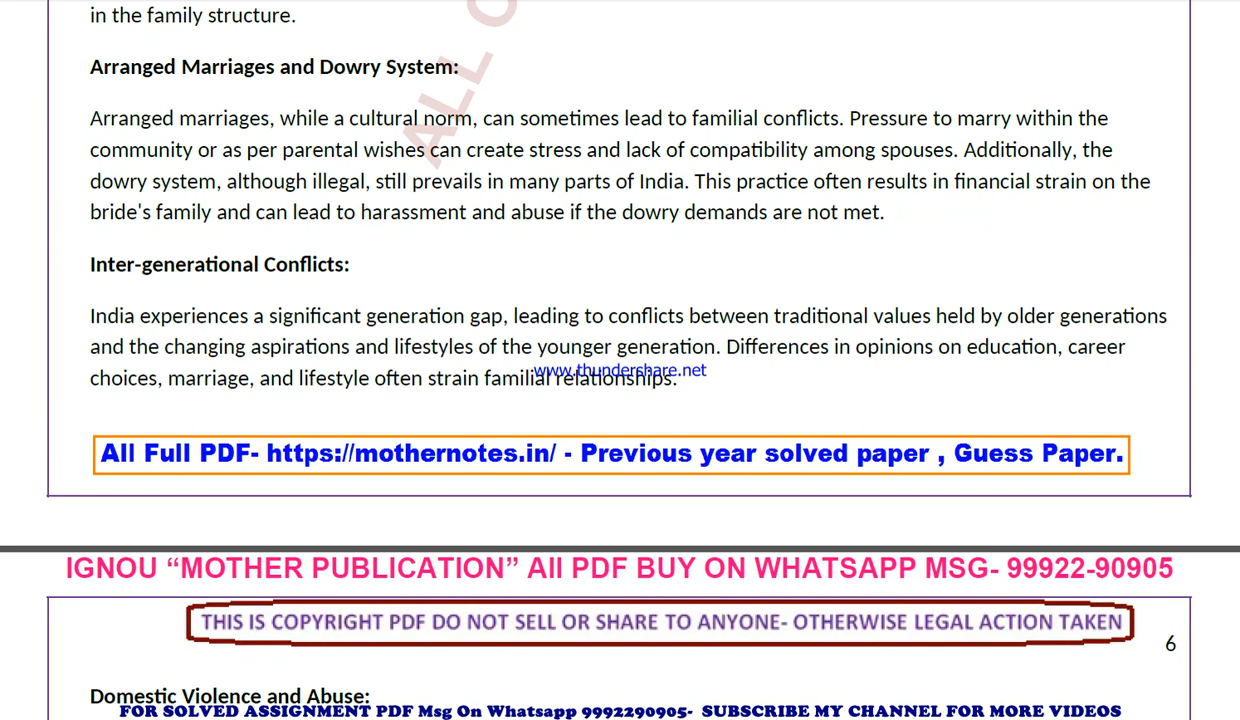 in the family structure.
Arranged Marriages and Dowry System:
Arranged marriages, while a cultural norm, can sometimes lead to familial conflicts. Pressure to marry within the
community or as per parental wishes can create stress and lack of compatibility among spouses. Additionally, the
dowry system, although illegal, still prevails in many parts of India. This practice often results in financial strain on the
bride's family and can lead to harassment and abuse if the dowry demands are not met.
Inter-generational Conflicts:
India experiences a significant generation gap, leading to conflicts between traditional values held by older generations
and the changing aspirations and lifestyles of the younger generation. Differences in opinions on education, career
choices, marriage, and lifestyle often strain familial relationships.
www.thundershare.net
All Full PDF- https://mothernotes.in/ - Previous year solved paper , Guess Paper.
IGNOU “MOTHER PUBLICATION” All PDF BUY ON WHATSAPP MSG- 99922-90905
THIS IS COPYRIGHT PDF DO NOT SELL OR SHARE TO ANYONE- OTHERWISE LEGAL ACTION TAKEN
6
Domestic Violence and Abuse:
FOR SOLVED ASSIGNMENT PDF Msg On Whatsapp 9992290905- SUBSCRIBE MY CHANNEL FOR MORE VIDEOS
ALL